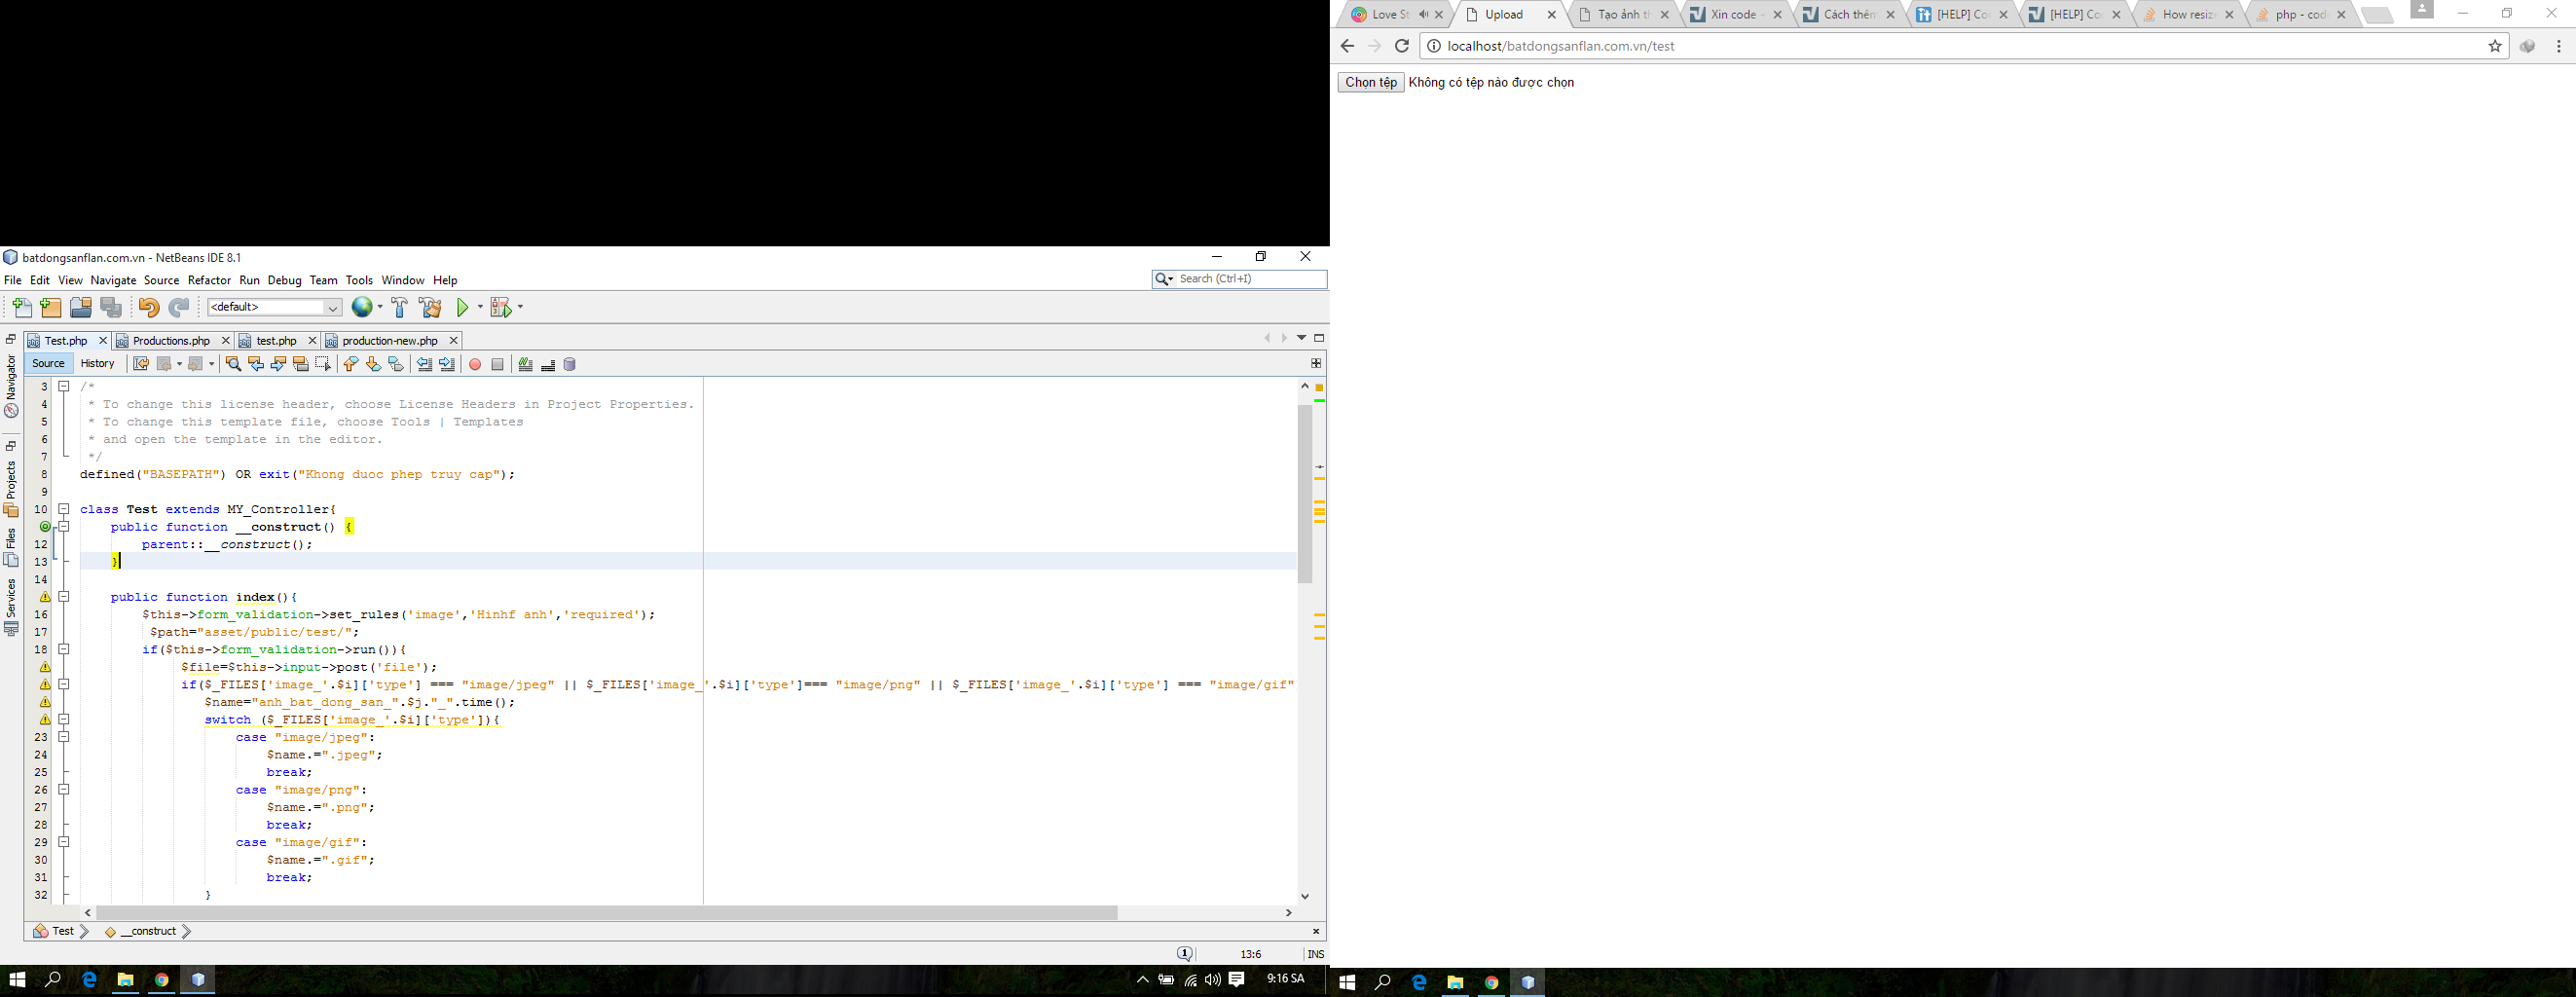 batdongsanflan.com.vn - NetBeans IDE 8.1
File Edit View Navigate Source Refactor Run Debug Team Tools Window Help
Search (Ctrl+I)
<default>
Test.php
Productions.php
test.php
production-new.php
Source History
Navigator
Projects
Files
Services
3 /*
4 * To change this license header, choose License Headers in Project Properties.
5 * To change this template file, choose Tools | Templates
6 * and open the template in the editor.
7 */
8 defined("BASEPATH") OR exit("Khong duoc phep truy cap");
9
10 class Test extends MY_Controller{
public function __construct() {
12 parent::__construct();
13 }
14
public function index(){
16 $this->form_validation->set_rules('image','Hinhf anh','required');
17 $path="asset/public/test/";
18 if($this->form_validation->run()){
$file=$this->input->post('file');
if($_FILES['image_'.$i]['type'] === "image/jpeg" || $_FILES['image_'.$i]['type']=== "image/png" || $_FILES['image_'.$i]['type'] === "image/gif"
$name="anh_bat_dong_san_".$j."_".time();
switch ($_FILES['image_'.$i]['type']){
23 case "image/jpeg":
24 $name.=".jpeg";
25 break;
26 case "image/png":
27 $name.=".png";
28 break;
29 case "image/gif":
30 $name.=".gif";
31 break;
32 }
Test
__construct
1
13:6
INS
9:16 SA
Love St
Upload
Tạo ảnh th
Xin code -
Cách thêm
[HELP] Co
[HELP] Co
How resiz
php - cod
localhost/batdongsanflan.com.vn/test
Chọn tệp Không có tệp nào được chọn